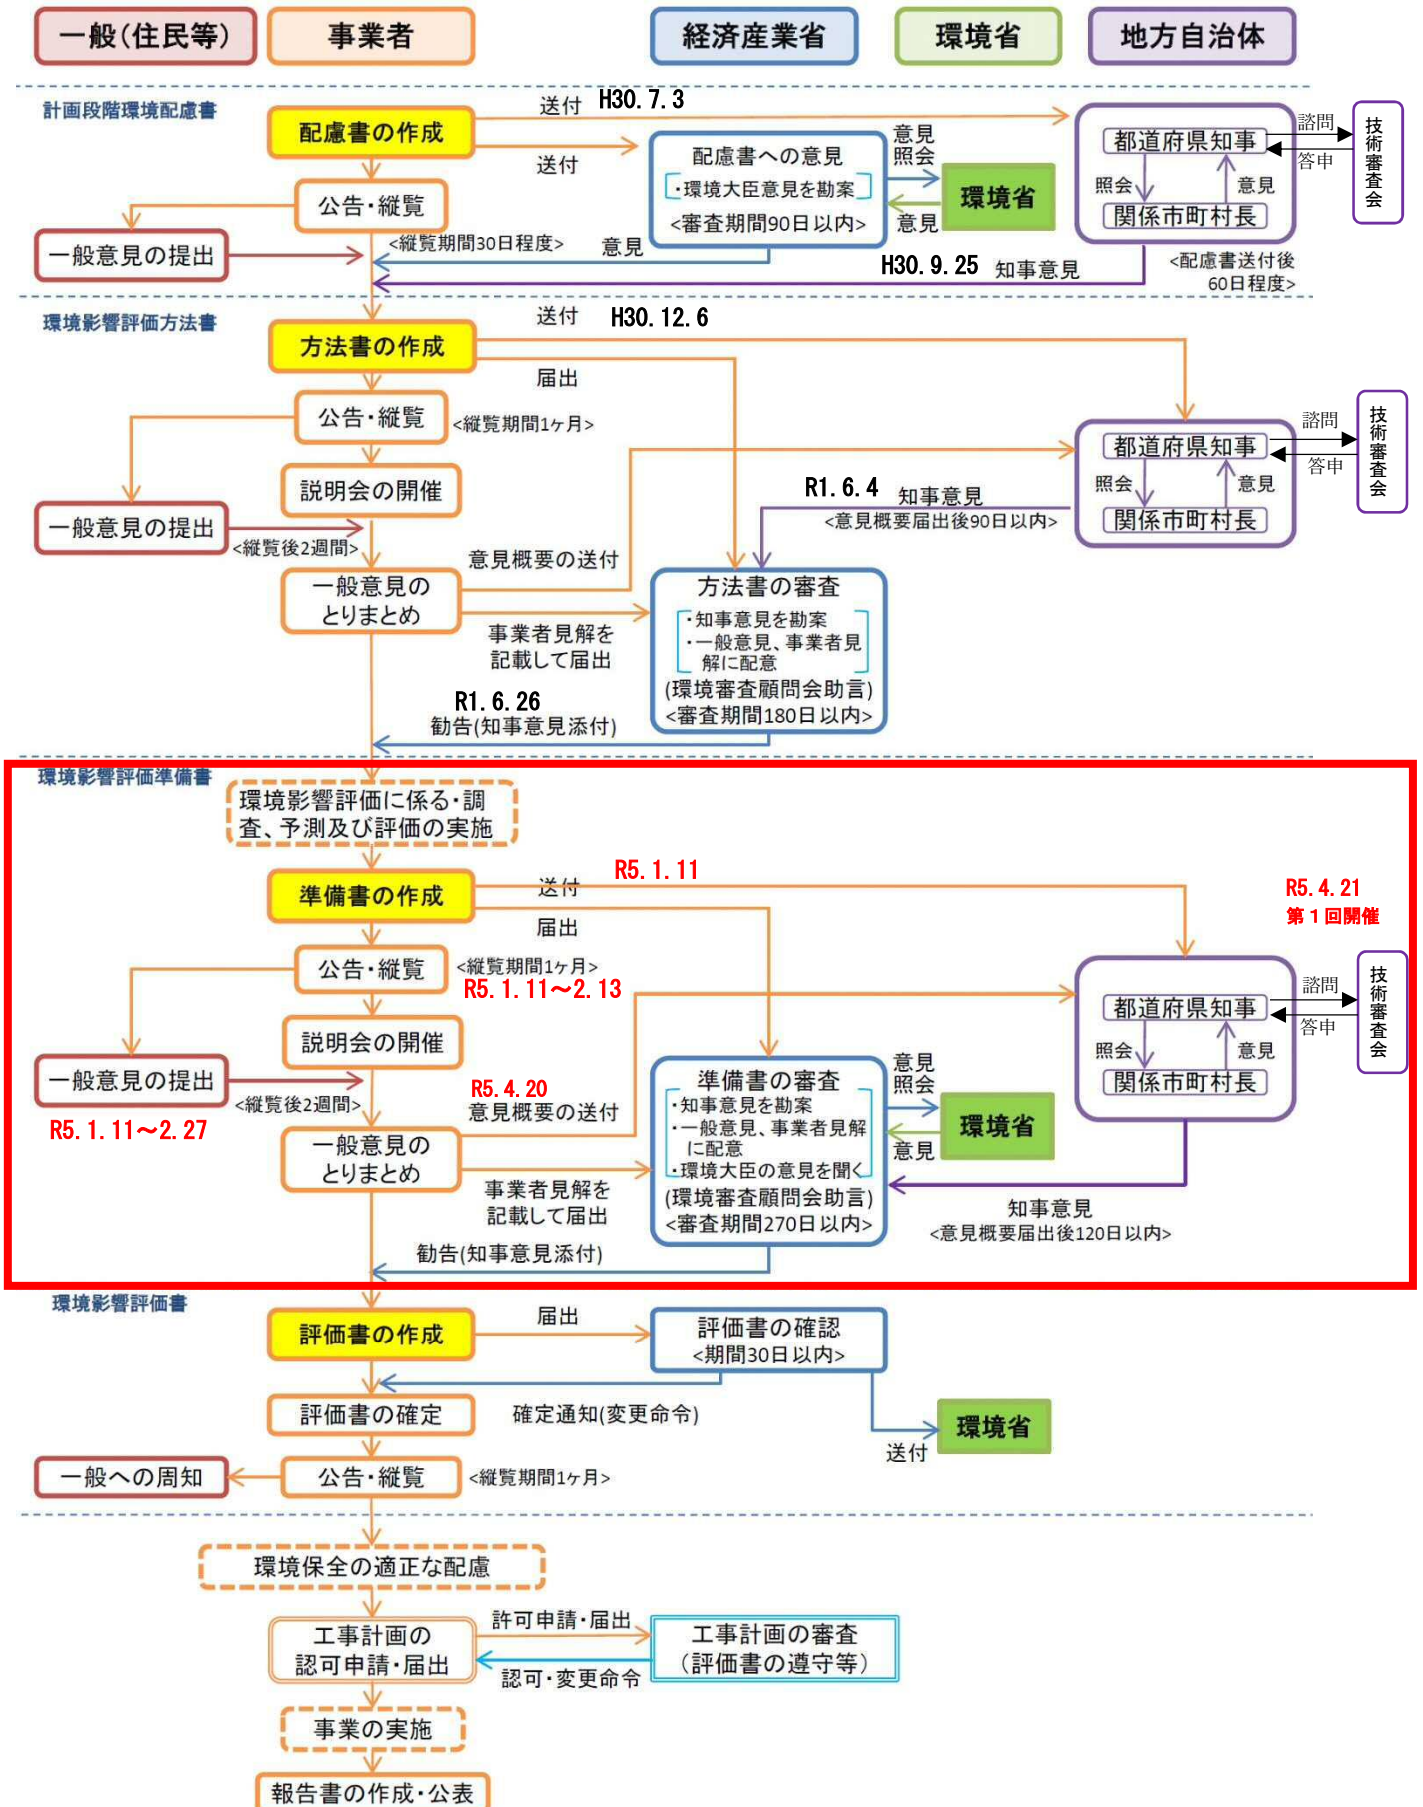 一般(住民等)
事業者
経済産業省
環境省
地方自治体
計画段階環境配慮書
配慮書の作成
送付
H30.7.3
送付
配慮書への意見
・環境大臣意見を勘案
<審査期間90日以内>
意見
照会
意見
環境省
都道府県知事
照会
意見
関係市町村長
諮問
答申
技術審査会
公告・縦覧
一般意見の提出
<縦覧期間30日程度>
意見
H30.9.25
知事意見
<配慮書送付後
60日程度>
環境影響評価方法書
方法書の作成
送付
H30.12.6
届出
公告・縦覧
<縦覧期間1ヶ月>
説明会の開催
一般意見の提出
<縦覧後2週間>
都道府県知事
照会
意見
関係市町村長
諮問
答申
技術審査会
R1.6.4
知事意見
<意見概要届出後90日以内>
意見概要の送付
一般意見の
とりまとめ
事業者見解を
記載して届出
方法書の審査
・知事意見を勘案
・一般意見、事業者見
解に配意
(環境審査顧問会助言)
<審査期間180日以内>
R1.6.26
勧告(知事意見添付)
環境影響評価準備書
環境影響評価に係る・調
査、予測及び評価の実施
準備書の作成
送付
R5.1.11
届出
R5.4.21
第1回開催
公告・縦覧
<縦覧期間1ヶ月>
R5.1.11～2.13
説明会の開催
一般意見の提出
<縦覧後2週間>
R5.1.11～2.27
都道府県知事
照会
意見
関係市町村長
諮問
答申
技術審査会
R5.4.20
意見概要の送付
一般意見の
とりまとめ
事業者見解を
記載して届出
準備書の審査
・知事意見を勘案
・一般意見、事業者見解
に配意
・環境大臣の意見を聞く
(環境審査顧問会助言)
<審査期間270日以内>
意見
照会
意見
環境省
知事意見
<意見概要届出後120日以内>
勧告(知事意見添付)
環境影響評価書
評価書の作成
届出
評価書の確認
<期間30日以内>
評価書の確定
確定通知(変更命令)
送付
環境省
一般への周知
公告・縦覧
<縦覧期間1ヶ月>
環境保全の適正な配慮
工事計画の
認可申請・届出
許可申請・届出
認可・変更命令
工事計画の審査
(評価書の遵守等)
事業の実施
報告書の作成・公表